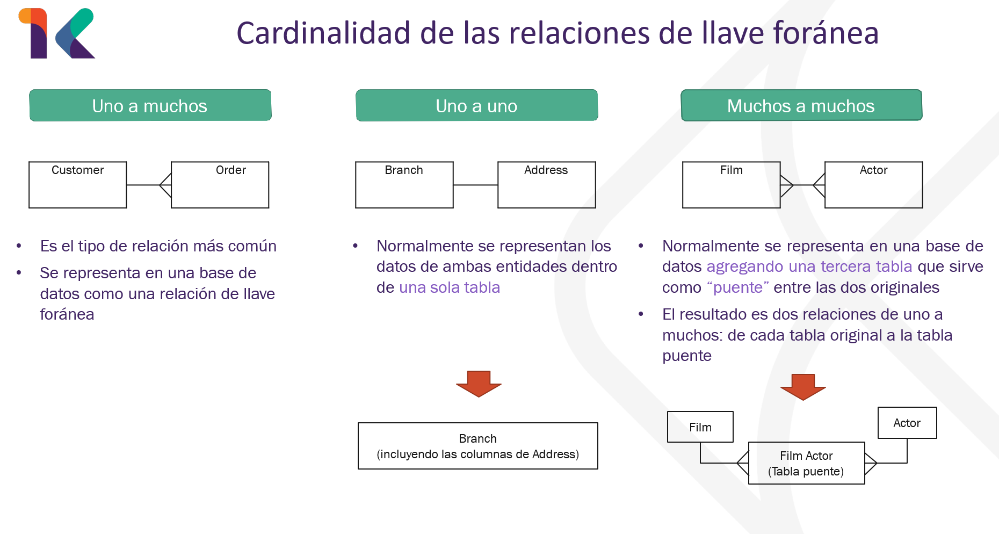 1K
Cardinalidad de las relaciones de llave foránea
Uno a muchos
Customer
Order
• Es el tipo de relación más común
• Se representa en una base de
datos como una relación de llave
foránea
Uno a uno
Branch
Address
• Normalmente se representan los
datos de ambas entidades dentro
de una sola tabla
Branch
(incluyendo las columnas de Address)
Muchos a muchos
Film
Actor
• Normalmente se representa en una base de
datos agregando una tercera tabla que sirve
como “puente” entre las dos originales
• El resultado es dos relaciones de uno a
muchos: de cada tabla original a la tabla
puente
Film
Actor
Film Actor
(Tabla puente)